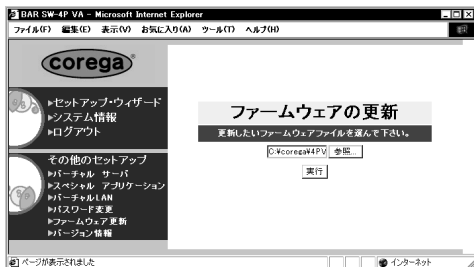 BAR SW-4P VA - Microsoft Internet Explorer
ファイル(F) 編集(E) 表示(V) お気に入り(A) ツール(T) ヘルプ(H)
corega
▶セットアップ・ウィザード
▶システム情報
▶ログアウト
その他のセットアップ
▶バーチャル サーバ
▶スペシャル アプリケーション
▶バーチャルLAN
▶パスワード変更
▶ファームウェア更新
▶バージョン情報
ファームウェアの更新
更新したいファームウェアファイルを選んで下さい。
C:¥corega¥4PV 参照...
実行
ページが表示されました
インターネット